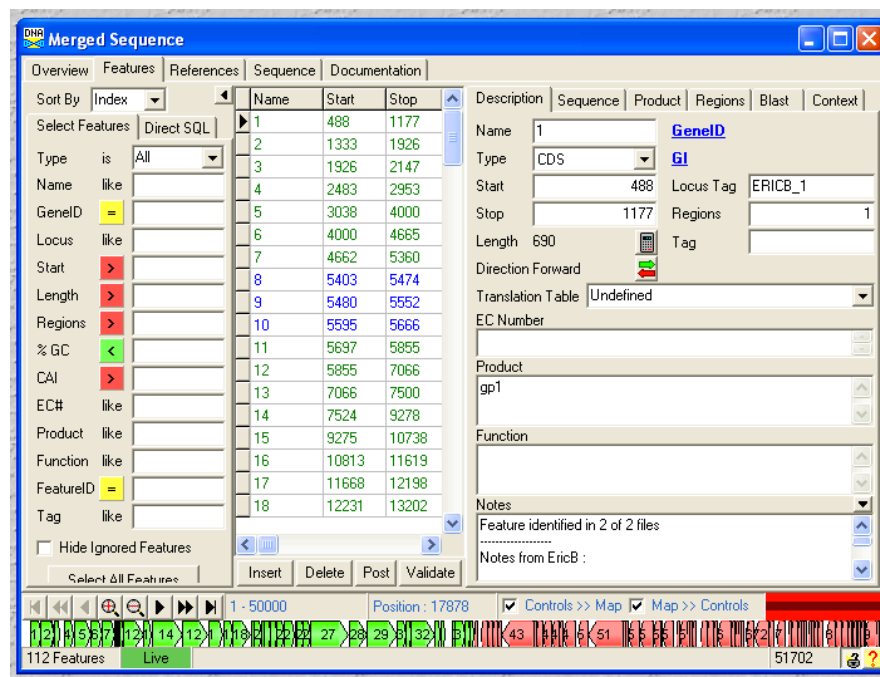 DNA Merged Sequence
Overview Features References Sequence Documentation
Sort By Index
Select Features Direct SQL
Type is All
Name like
GeneID =
Locus like
Start >
Length >
Regions >
% GC <
CAI >
EC# like
Product like
Function like
FeatureID =
Tag like
Hide Ignored Features
Select All Features
Name Start Stop
1 488 1177
2 1333 1926
3 1926 2147
4 2483 2953
5 3038 4000
6 4000 4665
7 4662 5360
8 5403 5474
9 5480 5552
10 5595 5666
11 5697 5855
12 5855 7066
13 7066 7500
14 7524 9278
15 9275 10738
16 10813 11619
17 11668 12198
18 12231 13202
Insert Delete Post Validate
Description Sequence Product Regions Blast Context
Name 1 GeneID
Type CDS GI
Start 488 Locus Tag ERICB_1
Stop 1177 Regions 1
Length 690 Tag
Direction Forward
Translation Table Undefined
EC Number
Product
gp1
Function
Notes
Feature identified in 2 of 2 files
--------------------
Notes from EricB :
1 - 50000 Position : 17878 Controls >> Map Map >> Controls
14 27 29 32 43 51
112 Features Live 51702